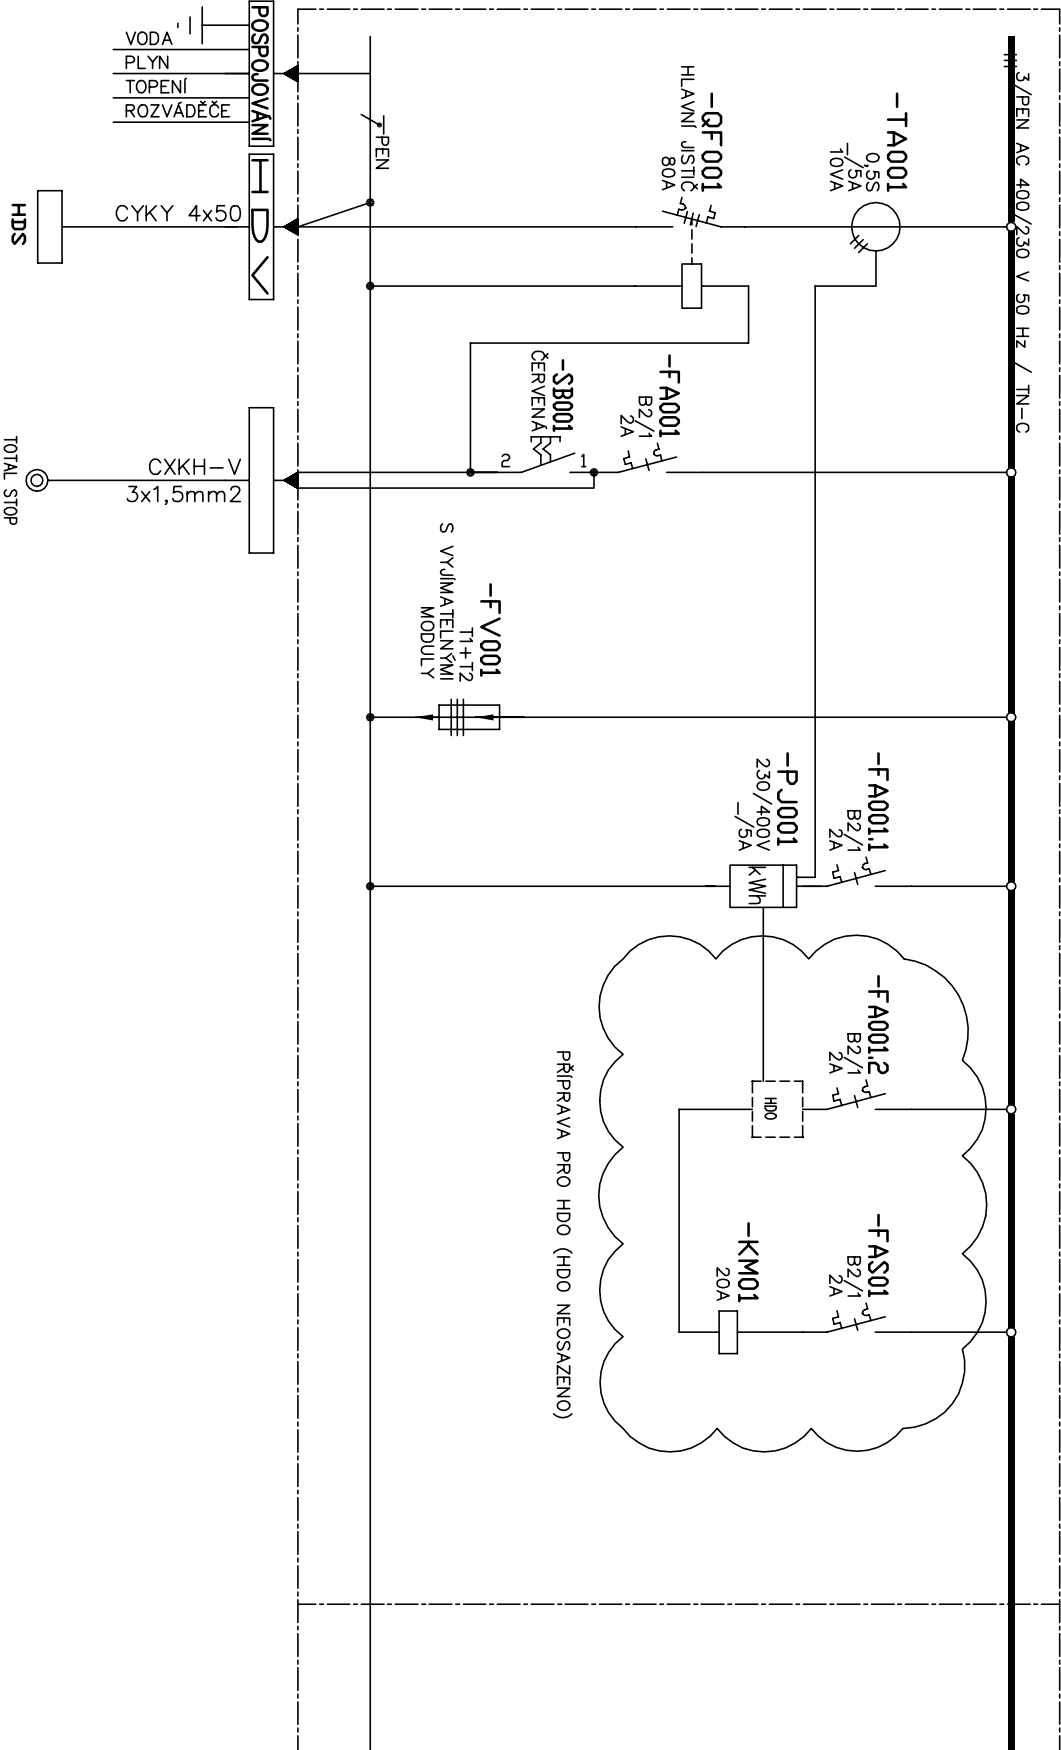 3/PEN AC 400/230 V 50 Hz / TN-C
-TA001
0,5S
-/5A
10VA
-QF001
HLAVNÍ JISTIČ
80A
-FA001
B2/1
2A
-SB001
ČERVENÁ
1
2
-FV001
T1+T2
S VYJÍMATELNÝMI
MODULY
-FA001.1
B2/1
2A
-PJ001
230/400V
-/5A
kWh
-FA001.2
B2/1
2A
HDO
-FAS01
B2/1
2A
-KM01
20A
PŘÍPRAVA PRO HDO (HDO NEOSAZENO)
PEN
POSPOJOVÁNÍ
VODA
PLYN
TOPENÍ
ROZVÁDĚČE
HDV
CYKY 4x50
HDS
CXKH-V
3x1,5mm2
TOTAL STOP